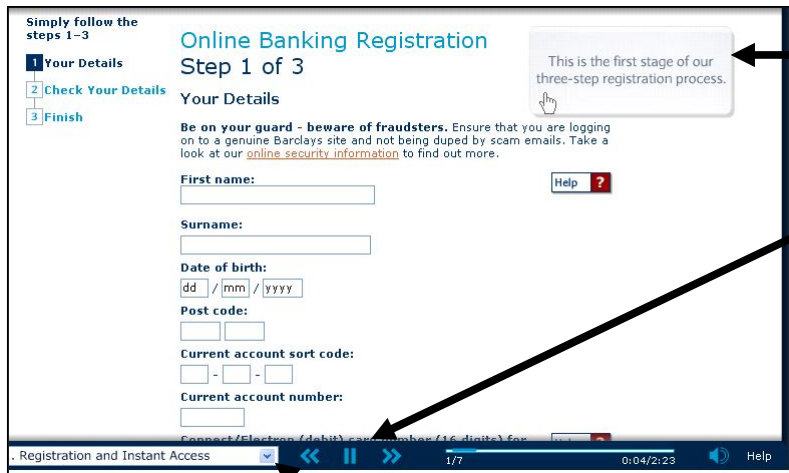 Simply follow the
steps 1–3
1 Your Details
2 Check Your Details
3 Finish
Online Banking Registration
Step 1 of 3
This is the first stage of our
three-step registration process.
Your Details
Be on your guard - beware of fraudsters. Ensure that you are logging
on to a genuine Barclays site and not being duped by scam emails. Take a
look at our online security information to find out more.
First name:
Help ?
Surname:
Date of birth:
dd / mm / yyyy
Post code:
Current account sort code:
- -
Current account number:
Connect/Electron (debit) card number (16 digits) for
. Registration and Instant Access
1/7
0:04/2:23
Help